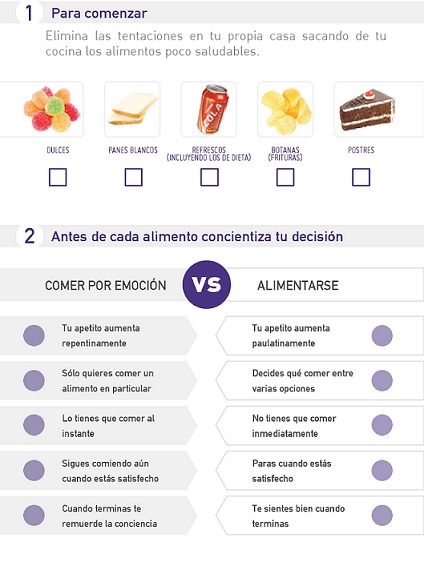 1 Para comenzar
Elimina las tentaciones en tu propia casa sacando de tu
cocina los alimentos poco saludables.
COLA
DULCES
PANES BLANCOS
REFRESCOS
(INCLUYENDO LOS DE DIETA)
BOTANAS
(FRITURAS)
POSTRES
2 Antes de cada alimento concientiza tu decisión
COMER POR EMOCIÓN VS ALIMENTARSE
Tu apetito aumenta
repentinamente
Tu apetito aumenta
paulatinamente
Sólo quieres comer un
alimento en particular
Decides qué comer entre
varias opciones
Lo tienes que comer al
instante
No tienes que comer
inmediatamente
Sigues comiendo aún
cuando estás satisfecho
Paras cuando estás
satisfecho
Cuando terminas te
remuerde la conciencia
Te sientes bien cuando
terminas